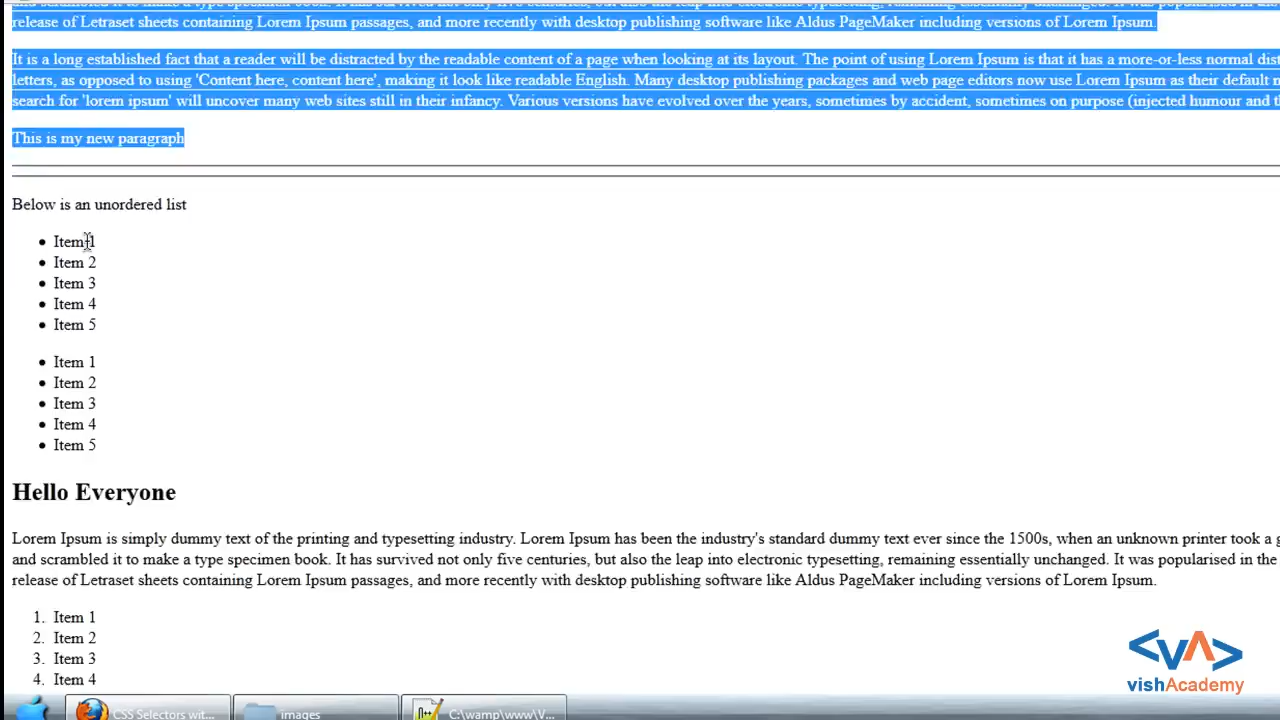 release of Letraset sheets containing Lorem Ipsum passages, and more recently with desktop publishing software like Aldus PageMaker including versions of Lorem Ipsum.
It is a long established fact that a reader will be distracted by the readable content of a page when looking at its layout. The point of using Lorem Ipsum is that it has a more-or-less normal
letters, as opposed to using 'Content here, content here', making it look like readable English. Many desktop publishing packages and web page editors now use Lorem Ipsum as their default
search for 'lorem ipsum' will uncover many web sites still in their infancy. Various versions have evolved over the years, sometimes by accident, sometimes on purpose (injected humour and
This is my new paragraph
Below is an unordered list
• Item 1
• Item 2
• Item 3
• Item 4
• Item 5
• Item 1
• Item 2
• Item 3
• Item 4
• Item 5
Hello Everyone
Lorem Ipsum is simply dummy text of the printing and typesetting industry. Lorem Ipsum has been the industry's standard dummy text ever since the 1500s, when an unknown printer took a
and scrambled it to make a type specimen book. It has survived not only five centuries, but also the leap into electronic typesetting, remaining essentially unchanged. It was popularised in the
release of Letraset sheets containing Lorem Ipsum passages, and more recently with desktop publishing software like Aldus PageMaker including versions of Lorem Ipsum.
1. Item 1
2. Item 2
3. Item 3
4. Item 4
<VA>
vishAcademy
CSS Selectors wit... images C:\wamp\www\V...